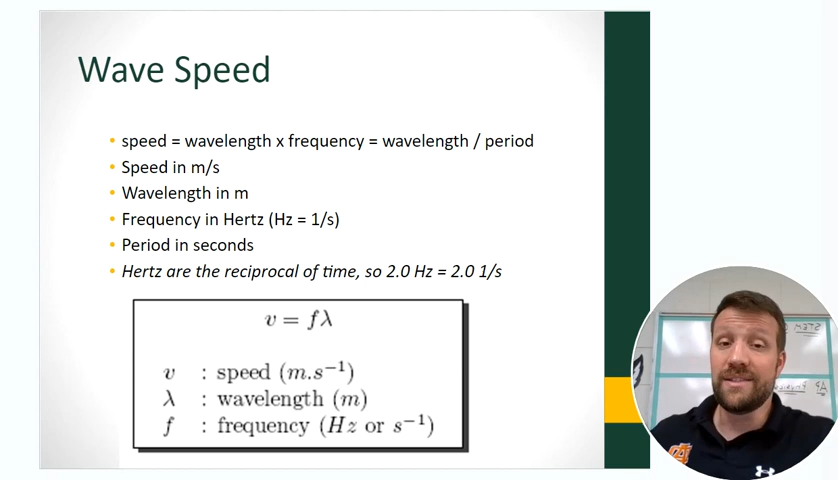 Wave Speed
• speed = wavelength x frequency = wavelength / period
• Speed in m/s
• Wavelength in m
• Frequency in Hertz (Hz = 1/s)
• Period in seconds
• Hertz are the reciprocal of time, so 2.0 Hz = 2.0 1/s
v = fλ
v : speed (m.s⁻¹)
λ : wavelength (m)
f : frequency (Hz or s⁻¹)